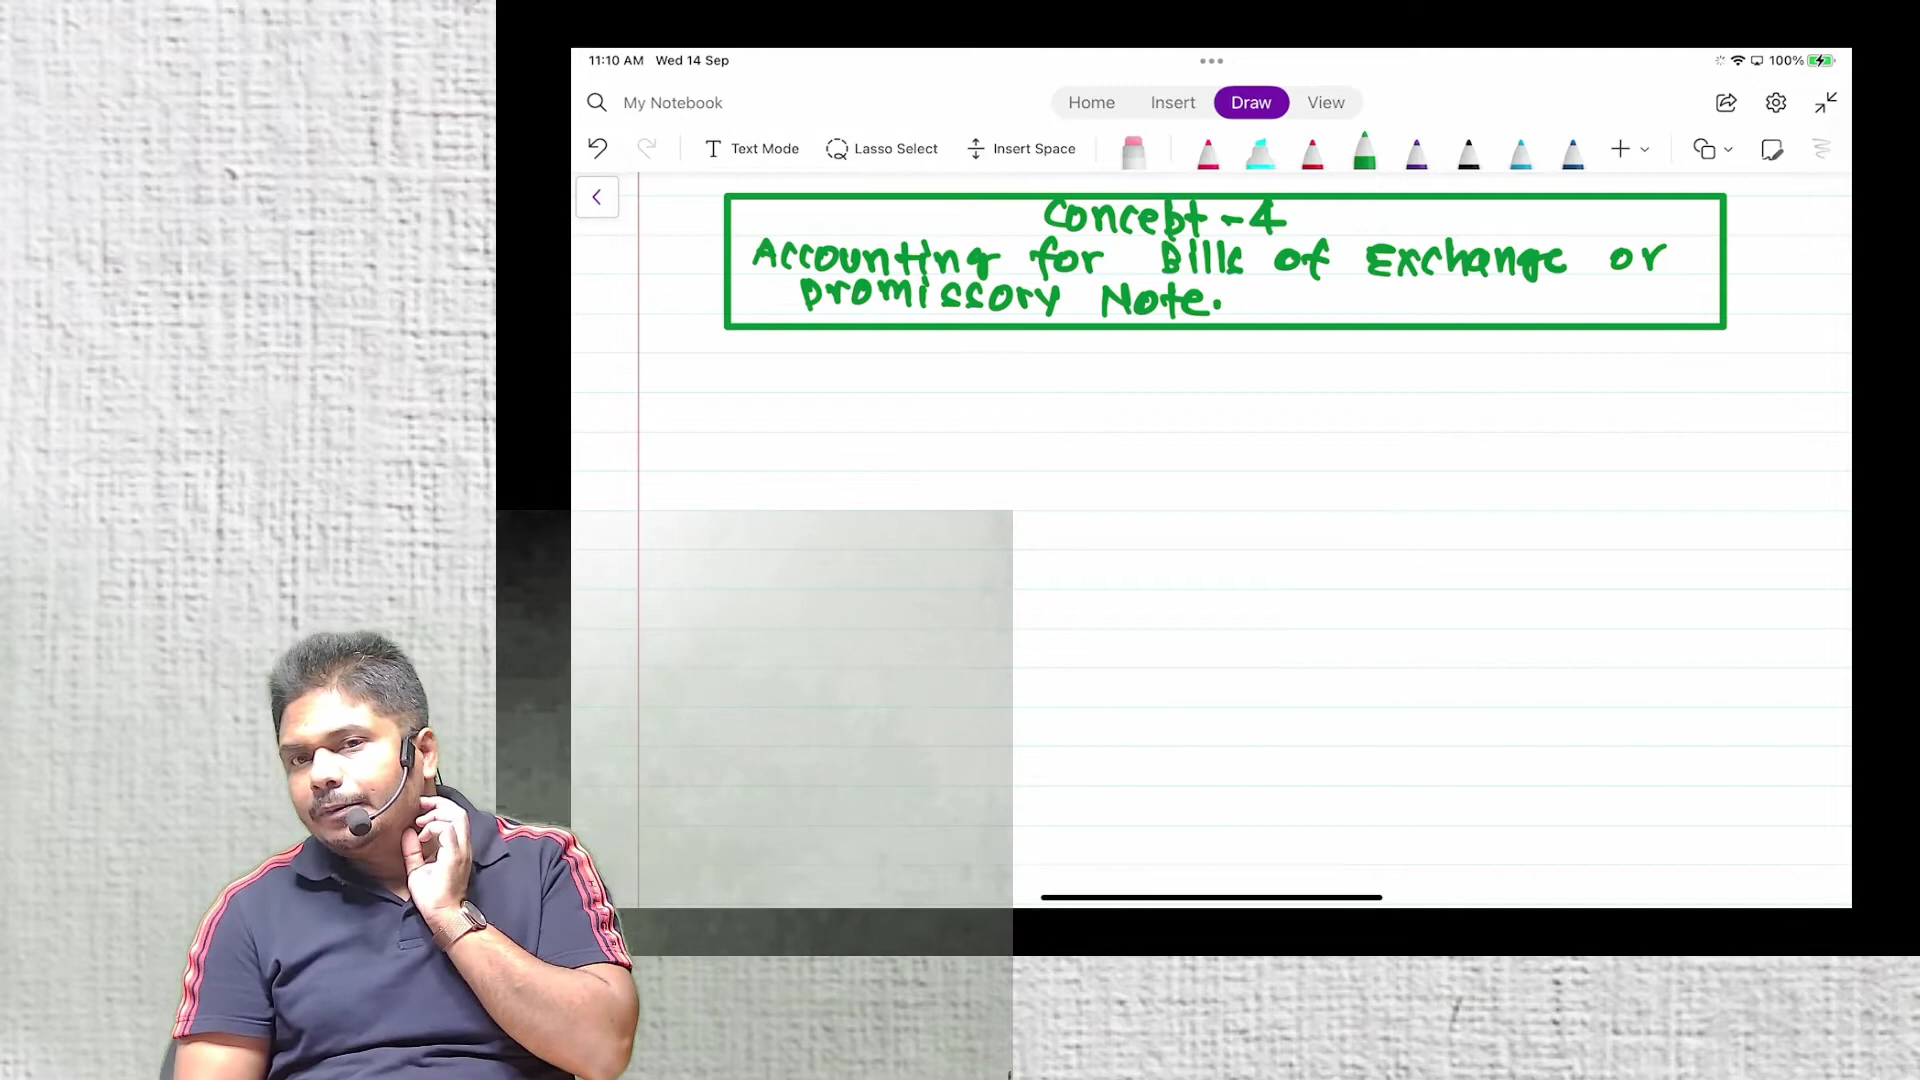 11:10 AM Wed 14 Sep
100%
My Notebook
Home Insert Draw View
Text Mode Lasso Select Insert Space
Concept - 4
Accounting for Bills of Exchange or
promissory Note.